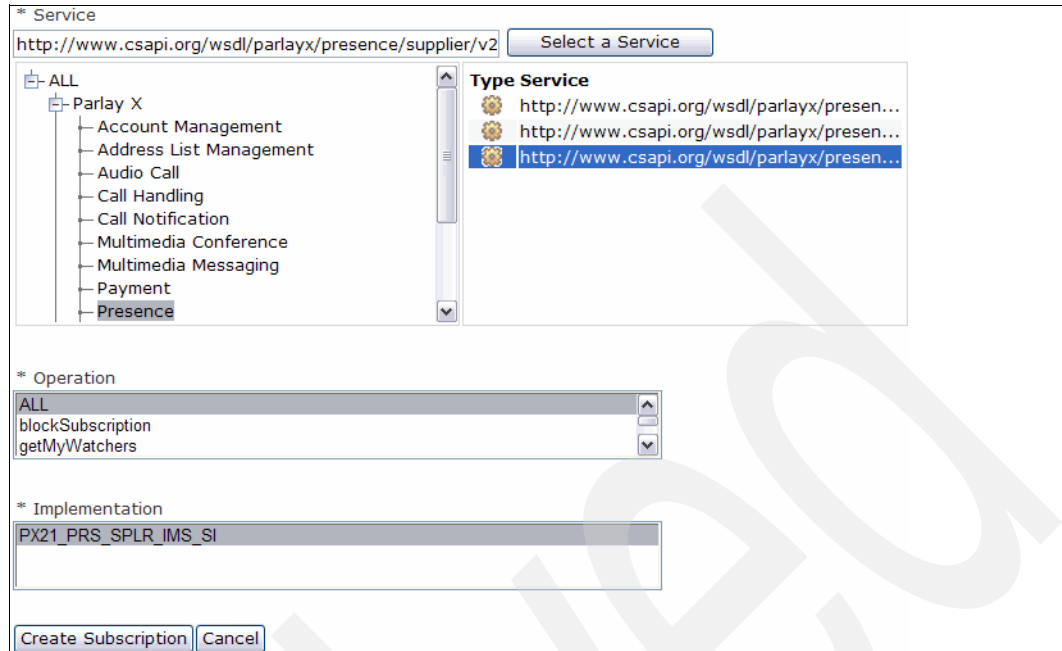 * Service
http://www.csapi.org/wsdl/parlayx/presence/supplier/v2
Select a Service
ALL
Parlay X
Account Management
Address List Management
Audio Call
Call Handling
Call Notification
Multimedia Conference
Multimedia Messaging
Payment
Presence
Type Service
http://www.csapi.org/wsdl/parlayx/presen...
http://www.csapi.org/wsdl/parlayx/presen...
http://www.csapi.org/wsdl/parlayx/presen...
* Operation
ALL
blockSubscription
getMyWatchers
* Implementation
PX21_PRS_SPLR_IMS_SI
Create Subscription Cancel